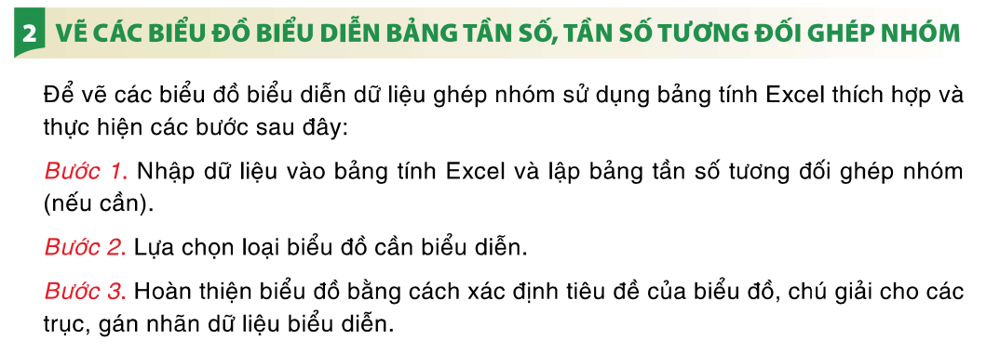 2 VẼ CÁC BIỂU ĐỒ BIỂU DIỄN BẢNG TẦN SỐ, TẦN SỐ TƯƠNG ĐỐI GHÉP NHÓM
Để vẽ các biểu đồ biểu diễn dữ liệu ghép nhóm sử dụng bảng tính Excel thích hợp và
thực hiện các bước sau đây:
Bước 1. Nhập dữ liệu vào bảng tính Excel và lập bảng tần số tương đối ghép nhóm
(nếu cần).
Bước 2. Lựa chọn loại biểu đồ cần biểu diễn.
Bước 3. Hoàn thiện biểu đồ bằng cách xác định tiêu đề của biểu đồ, chú giải cho các
trục, gán nhãn dữ liệu biểu diễn.